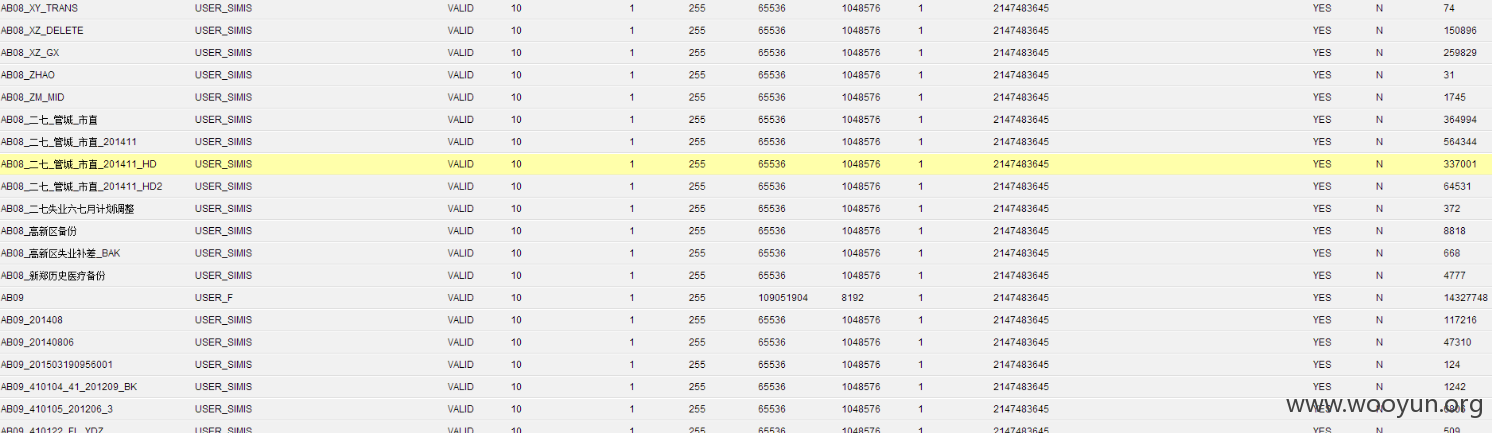 AB08_XY_TRANS USER_SIMIS VALID 10 1 255 65536 1048576 1 2147483645 YES N 74
AB08_XZ_DELETE USER_SIMIS VALID 10 1 255 65536 1048576 1 2147483645 YES N 150896
AB08_XZ_GX USER_SIMIS VALID 10 1 255 65536 1048576 1 2147483645 YES N 259829
AB08_ZHAO USER_SIMIS VALID 10 1 255 65536 1048576 1 2147483645 YES N 31
AB08_ZM_MID USER_SIMIS VALID 10 1 255 65536 1048576 1 2147483645 YES N 1745
AB08_二七_管城_市直 USER_SIMIS VALID 10 1 255 65536 1048576 1 2147483645 YES N 364994
AB08_二七_管城_市直_201411 USER_SIMIS VALID 10 1 255 65536 1048576 1 2147483645 YES N 564344
AB08_二七_管城_市直_201411_HD USER_SIMIS VALID 10 1 255 65536 1048576 1 2147483645 YES N 337001
AB08_二七_管城_市直_201411_HD2 USER_SIMIS VALID 10 1 255 65536 1048576 1 2147483645 YES N 64531
AB08_二七失业六七月计划调整 USER_SIMIS VALID 10 1 255 65536 1048576 1 2147483645 YES N 372
AB08_高新区备份 USER_SIMIS VALID 10 1 255 65536 1048576 1 2147483645 YES N 8818
AB08_高新区失业补差_BAK USER_SIMIS VALID 10 1 255 65536 1048576 1 2147483645 YES N 668
AB08_新郑历史医疗备份 USER_SIMIS VALID 10 1 255 65536 1048576 1 2147483645 YES N 4777
AB09 USER_F VALID 10 1 255 109051904 8192 1 2147483645 YES N 14327748
AB09_201408 USER_SIMIS VALID 10 1 255 65536 1048576 1 2147483645 YES N 117216
AB09_20140806 USER_SIMIS VALID 10 1 255 65536 1048576 1 2147483645 YES N 47310
AB09_201503190956001 USER_SIMIS VALID 10 1 255 65536 1048576 1 2147483645 YES N 124
AB09_410104_41_201209_BK USER_SIMIS VALID 10 1 255 65536 1048576 1 2147483645 YES N 1242
AB09_410105_201206_3 USER_SIMIS VALID 10 1 255 65536 1048576 1 2147483645 YES N
www.wooyun.org
AB09_410122_FL_YDZ USER_SIMIS VALID 10 1 255 65536 1048576 1 2147483645 YES N 509